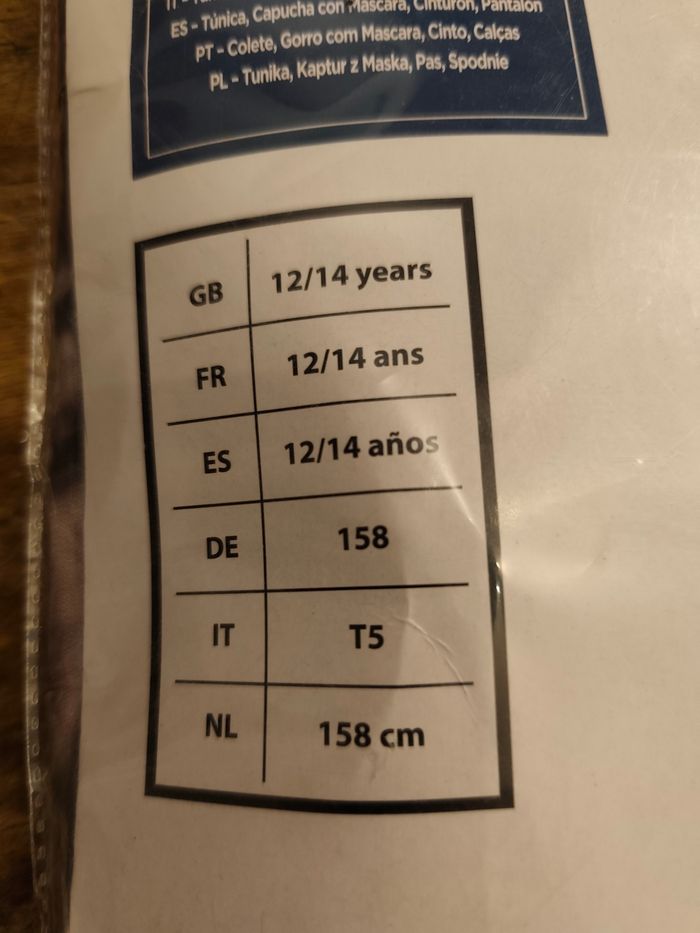 ES - Túnica, Capucha con Máscara, Cinturón, Pantalón
PT - Colete, Gorro com Mascara, Cinto, Calças
PL - Tunika, Kaptur z Maska, Pas, Spodnie
GB 12/14 years
FR 12/14 ans
ES 12/14 años
DE 158
IT T5
NL 158 cm